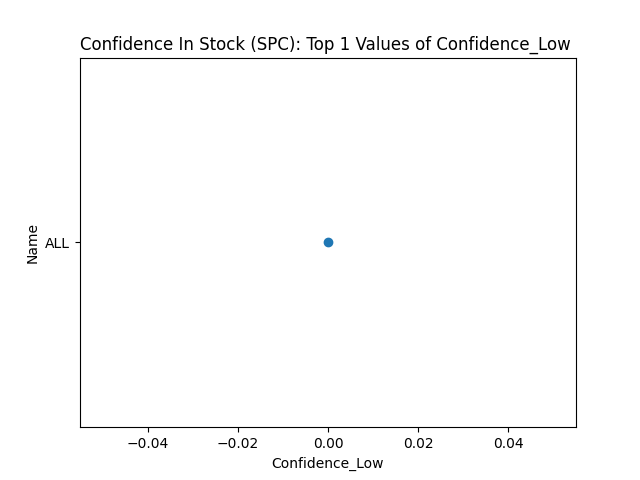 Confidence In Stock (SPC): Top 1 Values of Confidence_Low
Name
ALL
−0.04 −0.02 0.00 0.02 0.04
Confidence_Low